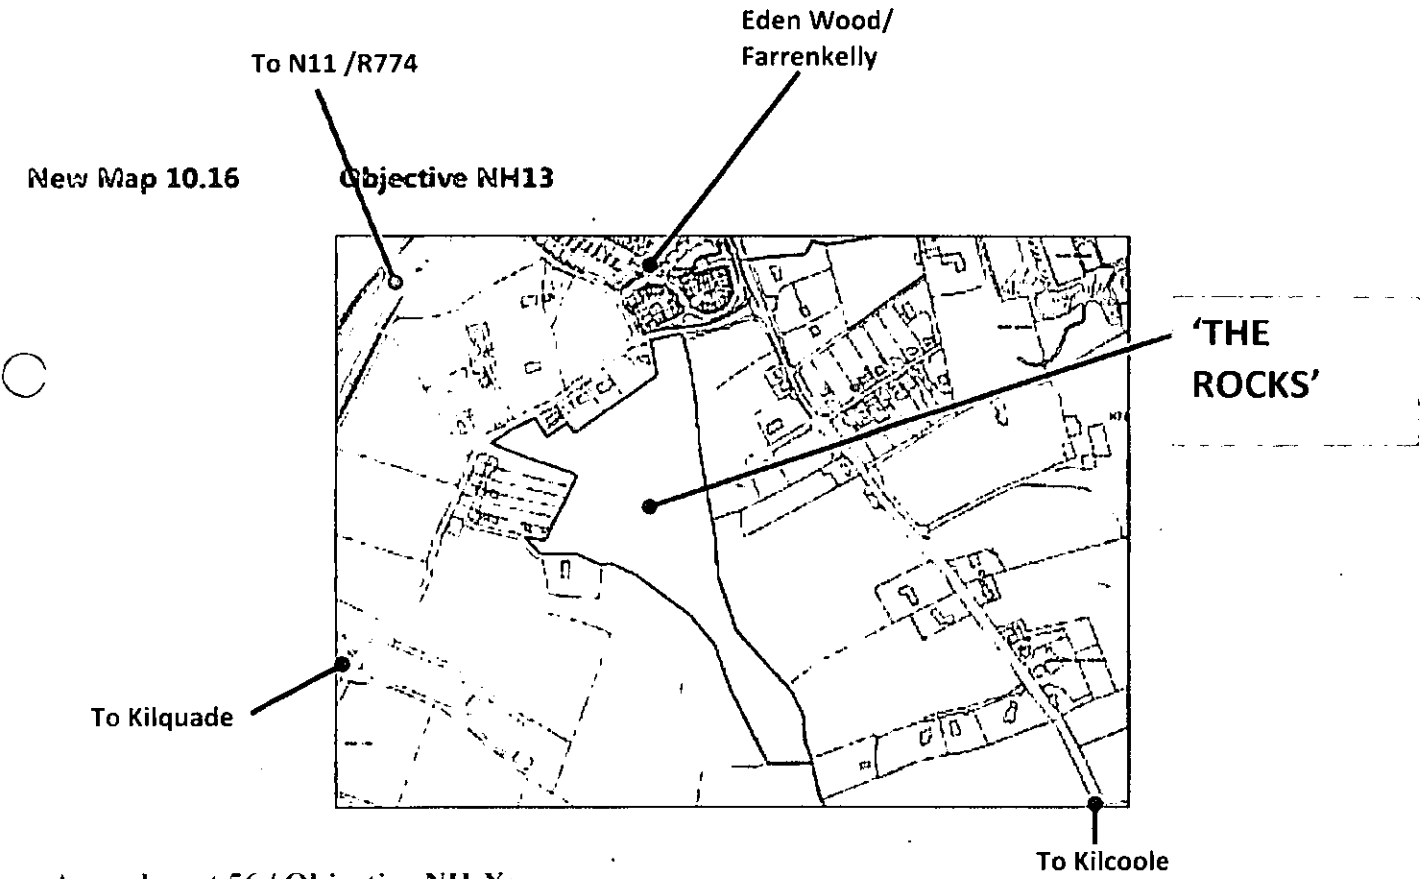 Eden Wood/
Farrenkelly
To N11 /R774
New Map 10.16 Objective NH13
'THE
ROCKS'
To Kilquade
To Kilcoole